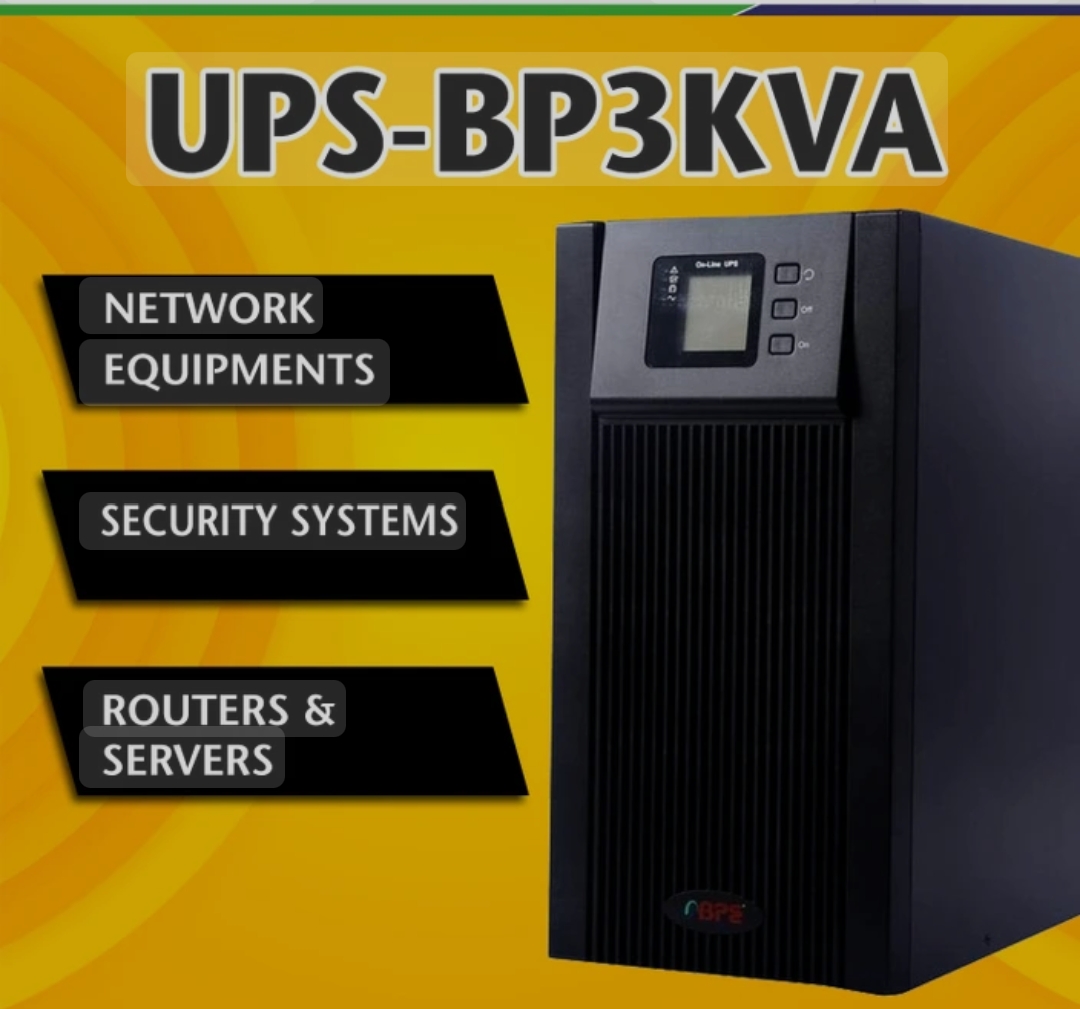 UPS-BP3KVA
NETWORK
EQUIPMENTS
SECURITY SYSTEMS
ROUTERS &
SERVERS
On-Line UPS
Off
On
BPE